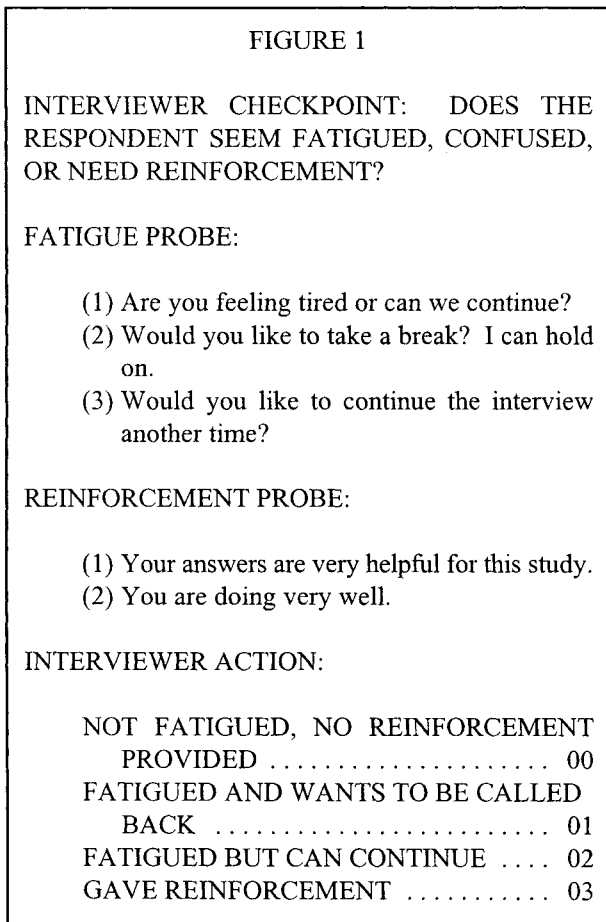 FIGURE 1
INTERVIEWER CHECKPOINT: DOES THE
RESPONDENT SEEM FATIGUED, CONFUSED,
OR NEED REINFORCEMENT?
FATIGUE PROBE:
(1) Are you feeling tired or can we continue?
(2) Would you like to take a break? I can hold
on.
(3) Would you like to continue the interview
another time?
REINFORCEMENT PROBE:
(1) Your answers are very helpful for this study.
(2) You are doing very well.
INTERVIEWER ACTION:
NOT FATIGUED, NO REINFORCEMENT
PROVIDED ..................... 00
FATIGUED AND WANTS TO BE CALLED
BACK ......................... 01
FATIGUED BUT CAN CONTINUE .... 02
GAVE REINFORCEMENT ........... 03